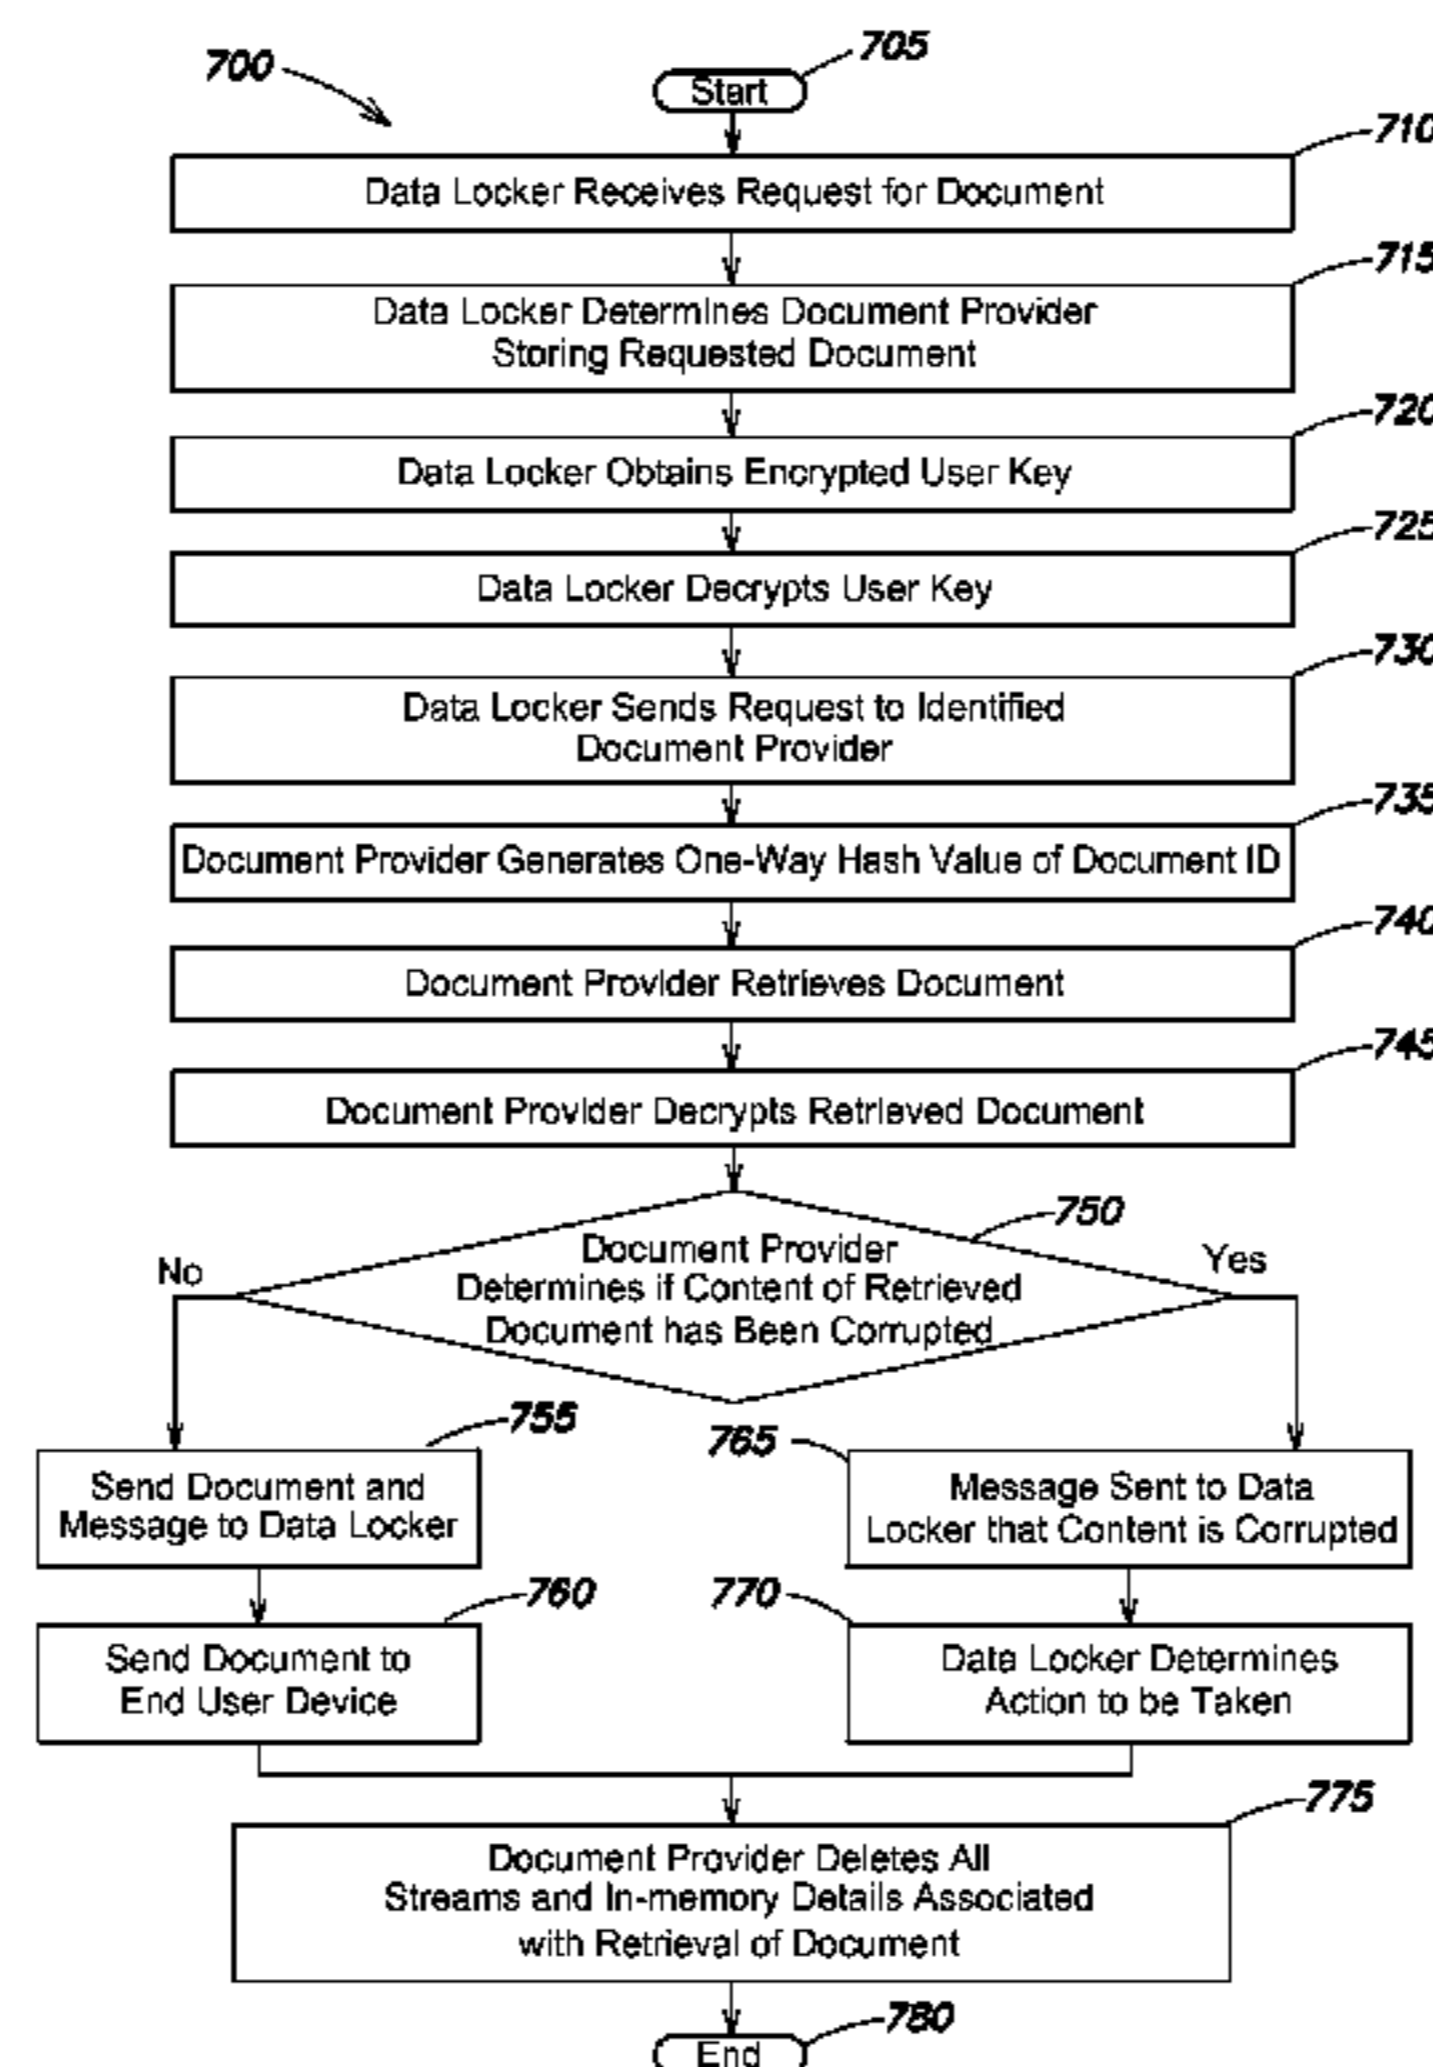 700
705
Start
710
Data Locker Receives Request for Document
715
Data Locker Determines Document Provider
Storing Requested Document
720
Data Locker Obtains Encrypted User Key
725
Data Locker Decrypts User Key
730
Data Locker Sends Request to Identified
Document Provider
735
Document Provider Generates One-Way Hash Value of Document ID
740
Document Provider Retrieves Document
745
Document Provider Decrypts Retrieved Document
750
No
Document Provider
Determines if Content of Retrieved
Document has Been Corrupted
Yes
755
Send Document and
Message to Data Locker
765
Message Sent to Data
Locker that Content is Corrupted
760
Send Document to
End User Device
770
Data Locker Determines
Action to be Taken
775
Document Provider Deletes All
Streams and In-memory Details Associated
with Retrieval of Document
780
End